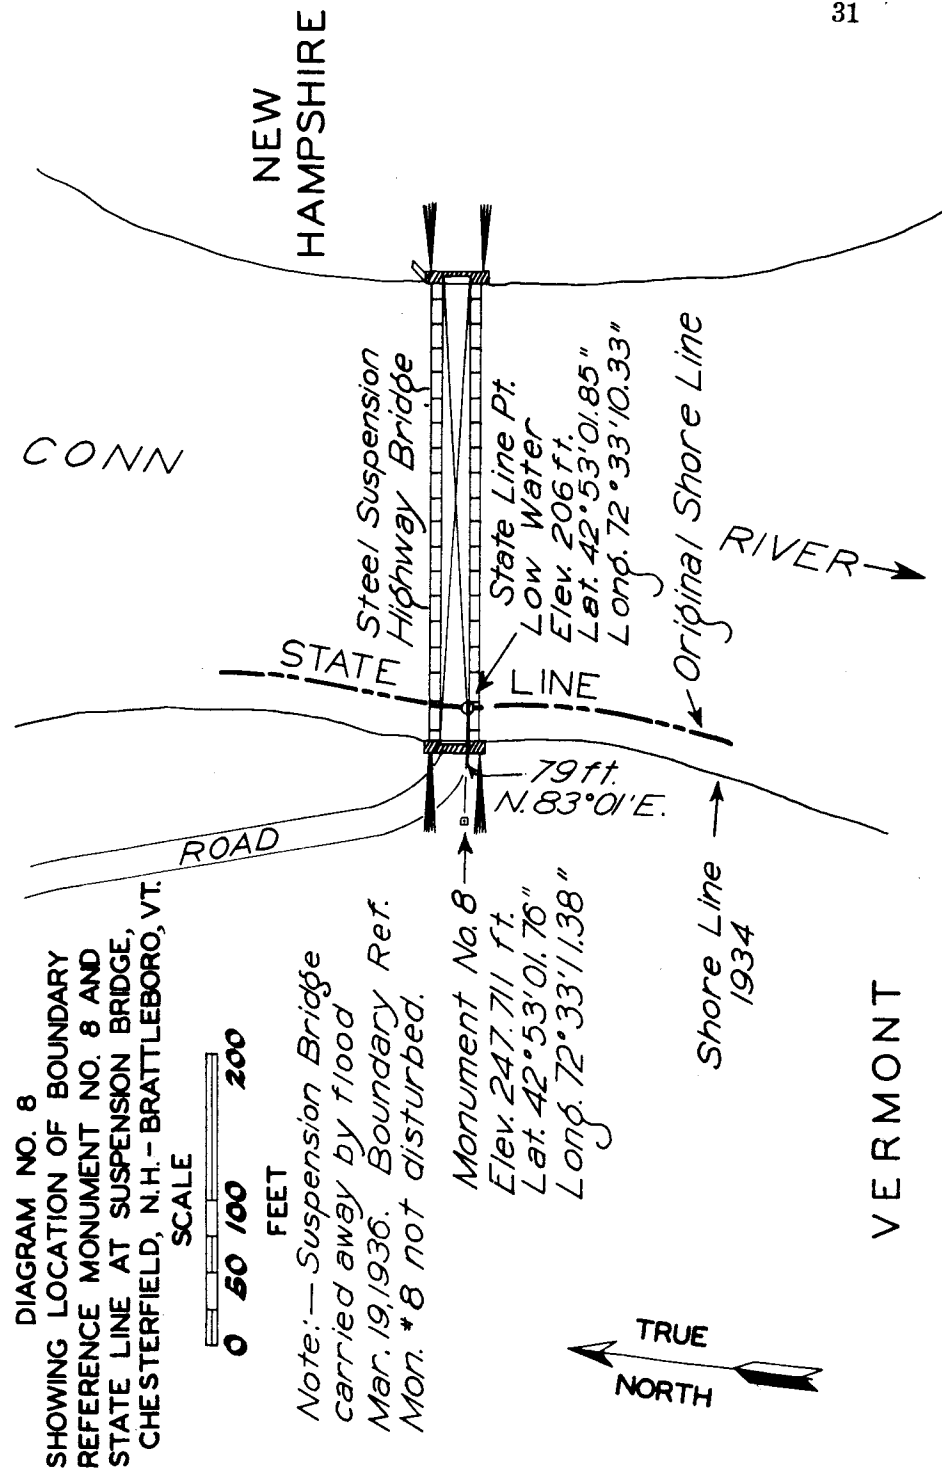 31
DIAGRAM NO. 8
SHOWING LOCATION OF BOUNDARY
REFERENCE MONUMENT NO. 8 AND
STATE LINE AT SUSPENSION BRIDGE,
CHESTERFIELD, N.H. - BRATTLEBORO, VT.
SCALE
0 50 100 200
FEET
Note:—Suspension Bridge
carried away by flood
Mar. 19, 1936. Boundary Ref.
Mon. #8 not disturbed.
CONN
NEW
HAMPSHIRE
Steel Suspension
Highway Bridge
STATE
LINE
State Line Pt.
Low Water
Elev. 206 ft.
Lat. 42°53'01.85"
Long. 72°33'10.33"
Original Shore Line
RIVER
ROAD
79 ft.
N. 83°01'E.
Monument No. 8
Elev. 247.711 ft.
Lat. 42°53'01.76"
Long. 72°33'11.38"
Shore Line
1934
VERMONT
TRUE
NORTH